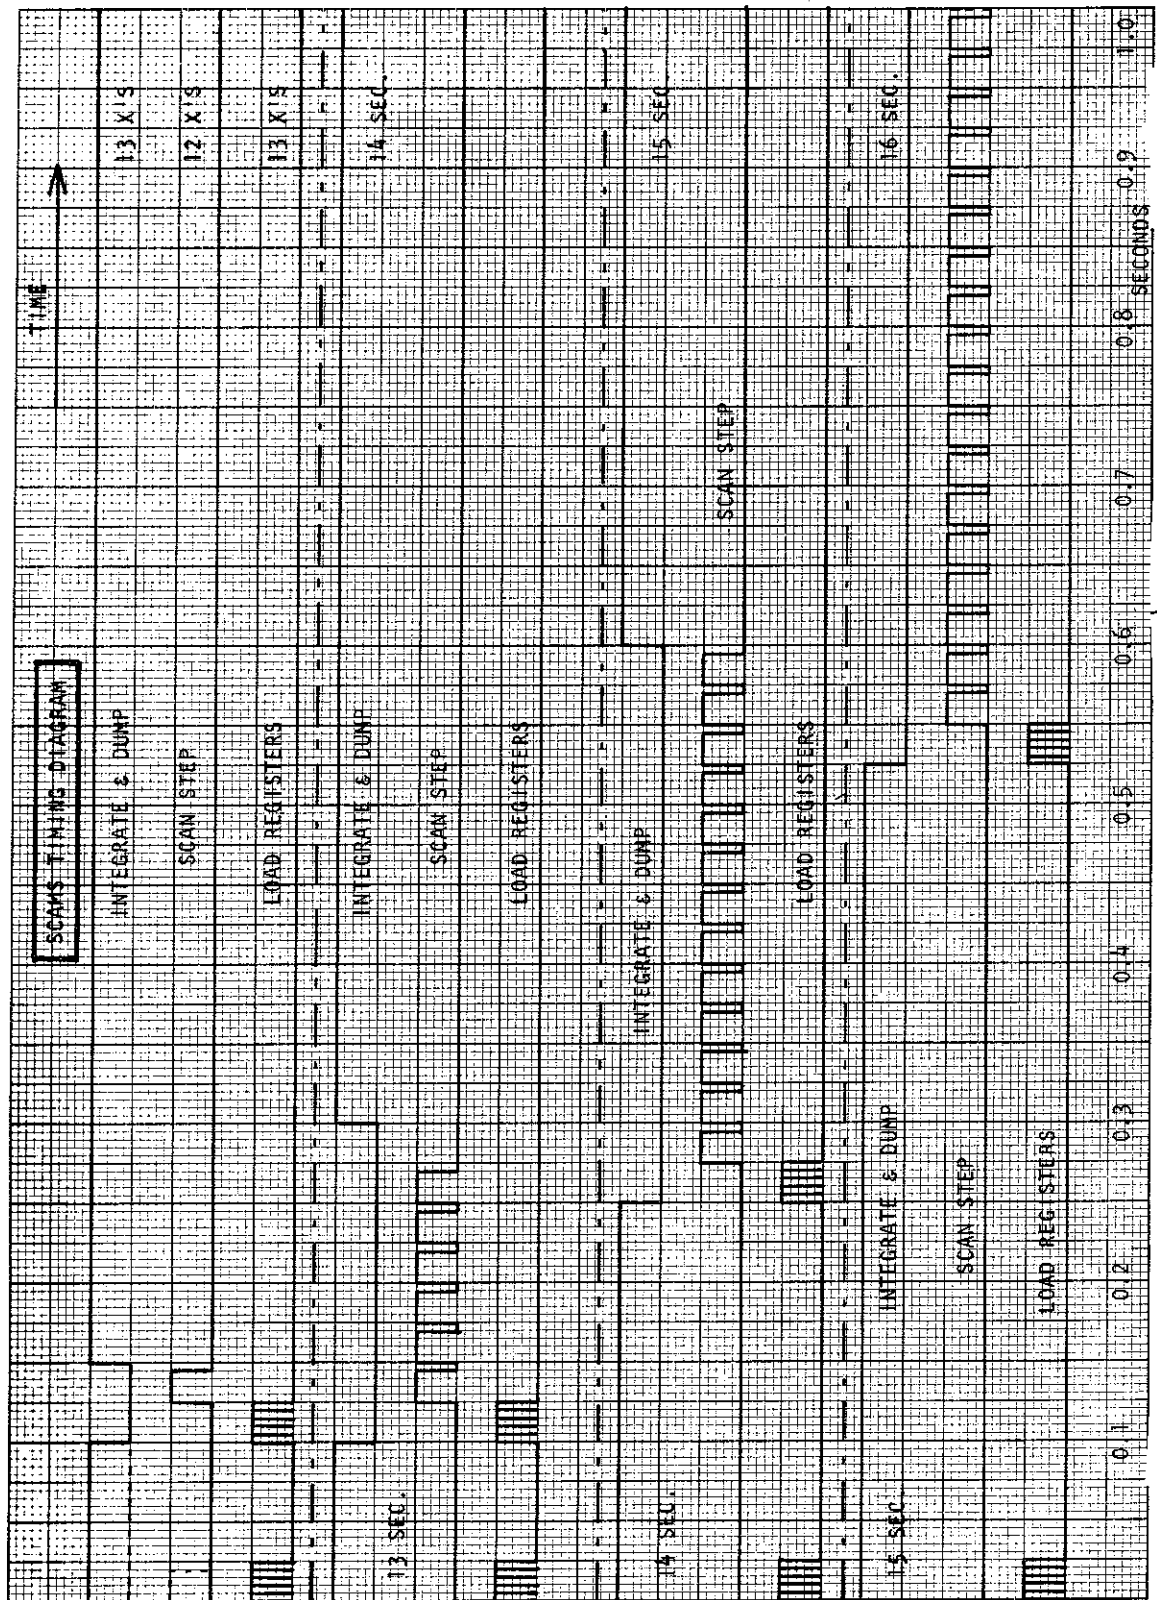 SCAMS TIMING DIAGRAM
TIME
INTEGRATE & DUMP
13 X'S
SCAN STEP
12 X'S
LOAD REGISTERS
13 X'S
13 SEC.
INTEGRATE & DUMP
14 SEC.
SCAN STEP
LOAD REGISTERS
14 SEC.
INTEGRATE & DUMP
15 SEC.
SCAN STEP
LOAD REGISTERS
15 SEC.
INTEGRATE & DUMP
16 SEC.
SCAN STEP
LOAD REGISTERS
0.1 0.2 0.3 0.4 0.5 0.6 0.7 0.8 0.9 1.0
SECONDS